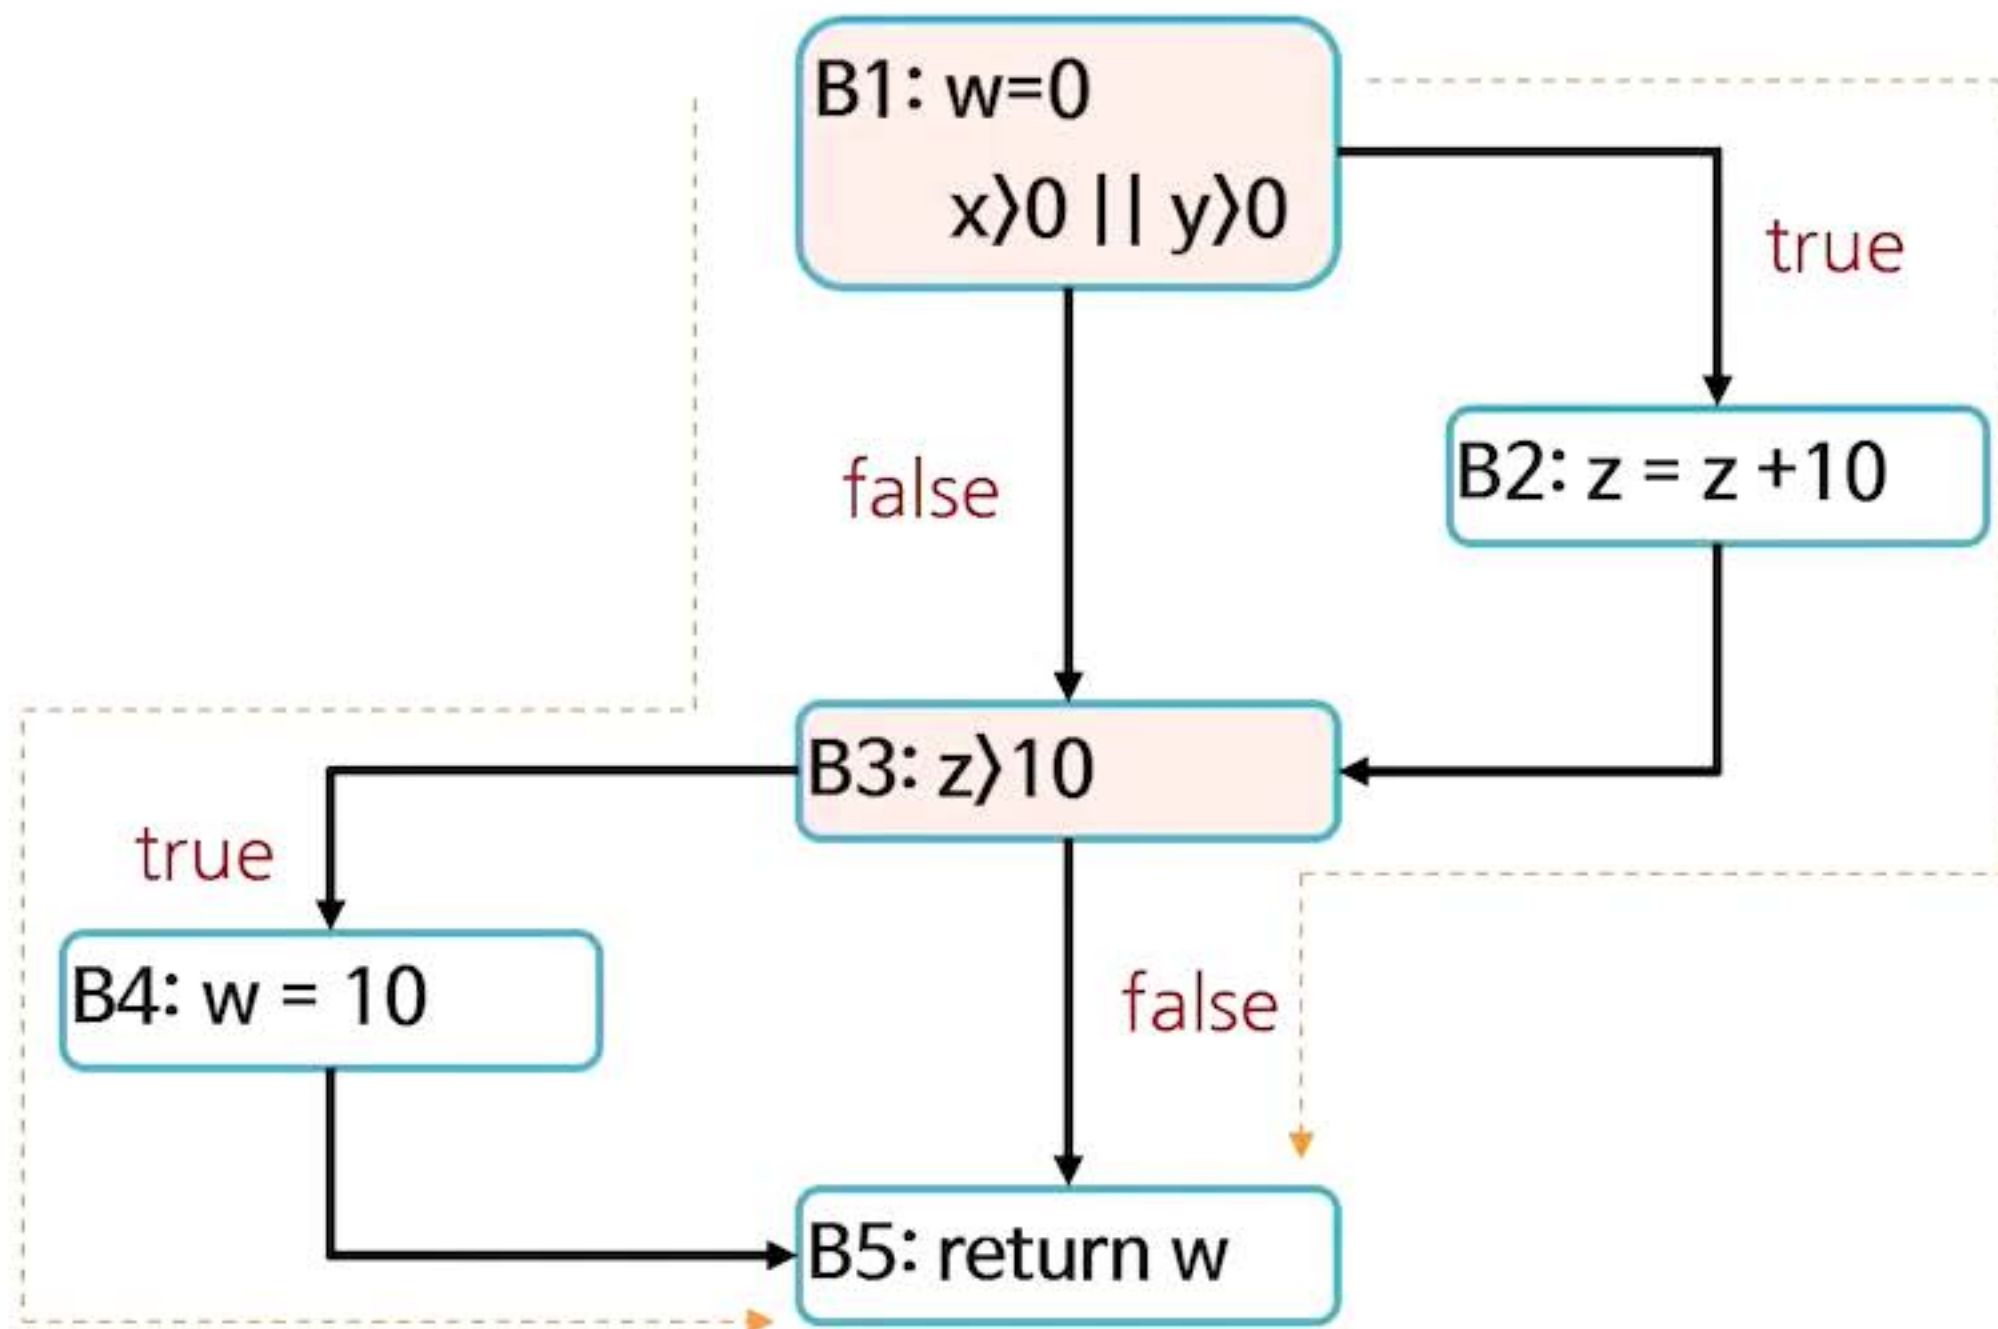 B1: w=0
x〉0 || y〉0
true
false
B2: z = z +10
B3: z〉10
true
B4: w = 10
false
B5: return w